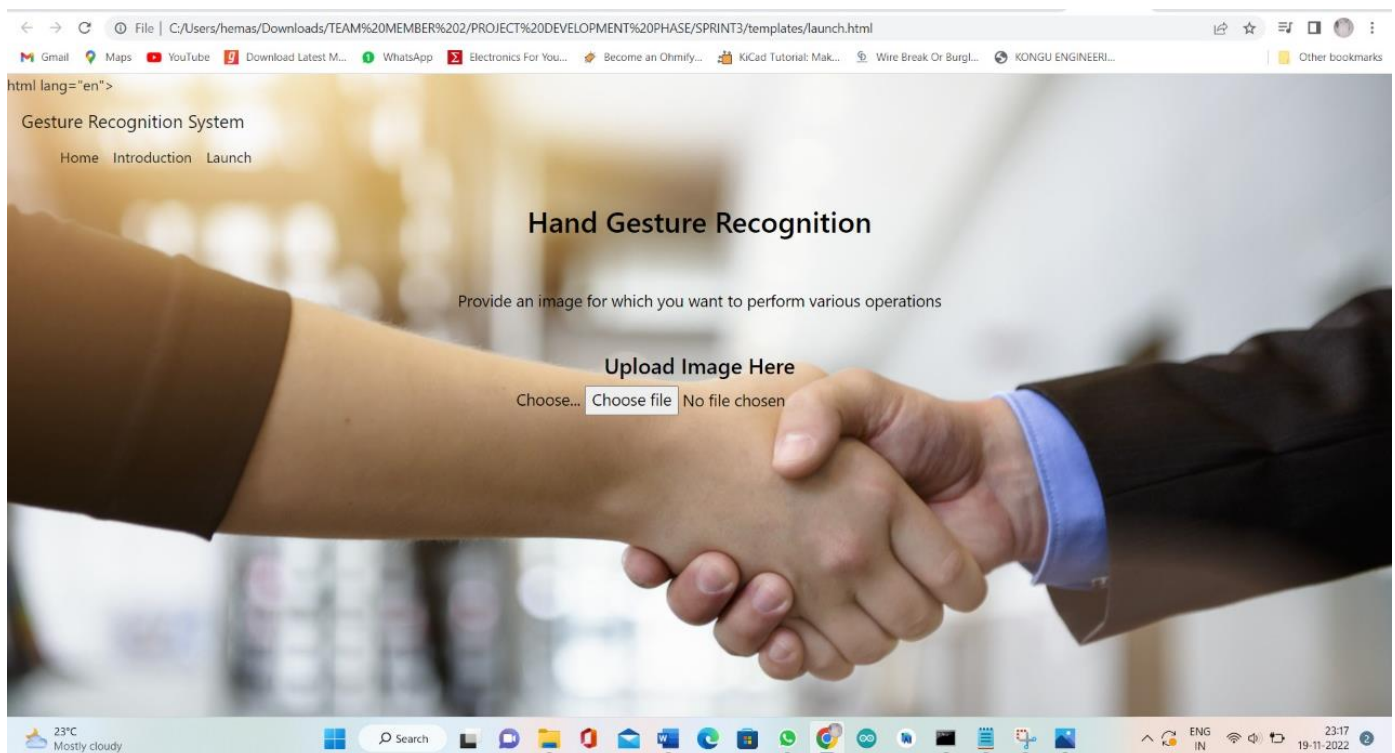 File | C:/Users/hemas/Downloads/TEAM%20MEMBER%202/PROJECT%20DEVELOPMENT%20PHASE/SPRINT3/templates/launch.html
Gmail Maps YouTube Download Latest M... WhatsApp Electronics For You... Become an Ohmify... KiCad Tutorial: Mak... Wire Break Or Burgl... KONGU ENGINEERI... Other bookmarks
html lang="en">
Gesture Recognition System
Home Introduction Launch
Hand Gesture Recognition
Provide an image for which you want to perform various operations
Upload Image Here
Choose... Choose file No file chosen
23°C
Mostly cloudy
Search
ENG
IN
23:17
19-11-2022
2